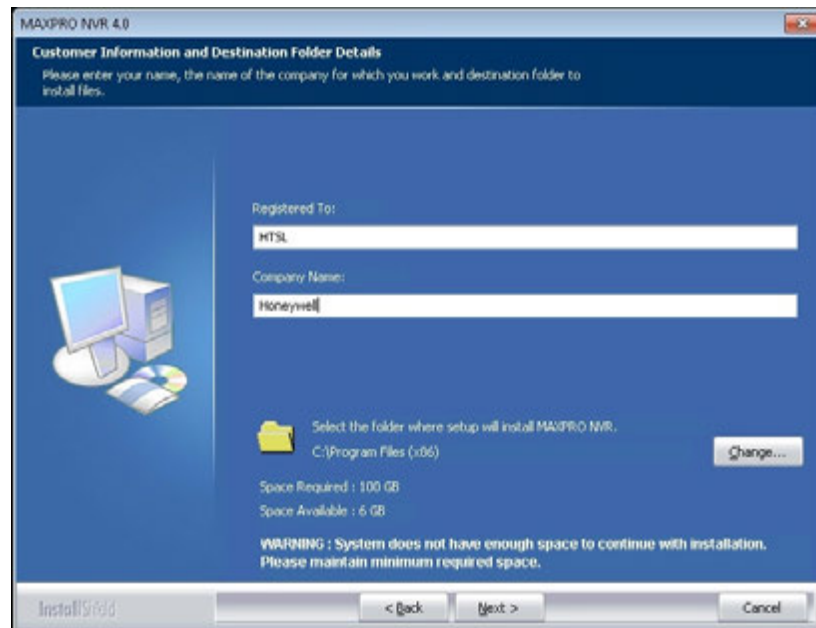 MAXPRO NVR 4.0
Customer Information and Destination Folder Details
Please enter your name, the name of the company for which you work and destination folder to
install files.
Registered To:
HTSL
Company Name:
Honeywell
Select the folder where setup will install MAXPRO NVR.
C:\Program Files (x86)
Change...
Space Required : 100 GB
Space Available : 6 GB
WARNING : System does not have enough space to continue with installation.
Please maintain minimum required space.
InstallShield
< Back
Next >
Cancel